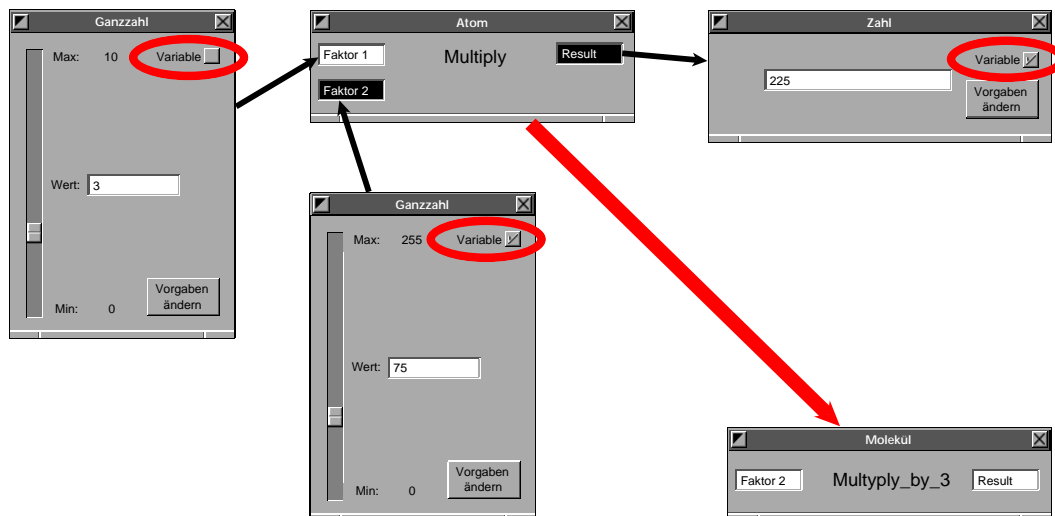 Ganzzahl
Max: 10 Variable
Wert: 3
Vorgaben
ändern
Min: 0
Atom
Faktor 1 Multiply Result
Faktor 2
Zahl
Variable
225
Vorgaben
ändern
Ganzzahl
Max: 255 Variable
Wert: 75
Vorgaben
ändern
Min: 0
Molekül
Faktor 2 Multyply_by_3 Result